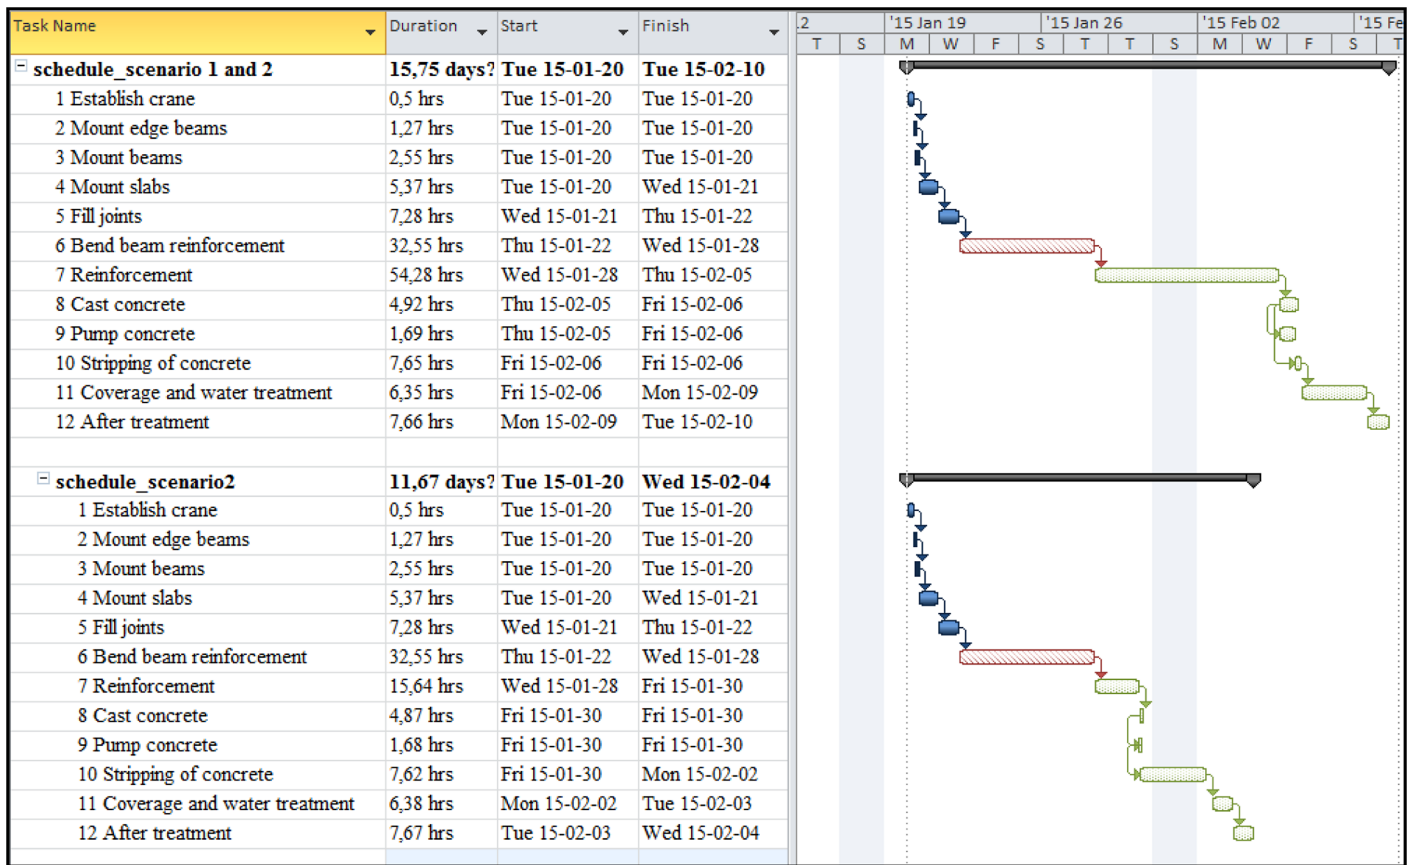 Task Name Duration Start Finish .2 '15 Jan 19 '15 Jan 26 '15 Feb 02 '15 Fe
T S M W F S T T S M W F S T
schedule_scenario 1 and 2 15,75 days? Tue 15-01-20 Tue 15-02-10
1 Establish crane 0,5 hrs Tue 15-01-20 Tue 15-01-20
2 Mount edge beams 1,27 hrs Tue 15-01-20 Tue 15-01-20
3 Mount beams 2,55 hrs Tue 15-01-20 Tue 15-01-20
4 Mount slabs 5,37 hrs Tue 15-01-20 Wed 15-01-21
5 Fill joints 7,28 hrs Wed 15-01-21 Thu 15-01-22
6 Bend beam reinforcement 32,55 hrs Thu 15-01-22 Wed 15-01-28
7 Reinforcement 54,28 hrs Wed 15-01-28 Thu 15-02-05
8 Cast concrete 4,92 hrs Thu 15-02-05 Fri 15-02-06
9 Pump concrete 1,69 hrs Thu 15-02-05 Fri 15-02-06
10 Stripping of concrete 7,65 hrs Fri 15-02-06 Fri 15-02-06
11 Coverage and water treatment 6,35 hrs Fri 15-02-06 Mon 15-02-09
12 After treatment 7,66 hrs Mon 15-02-09 Tue 15-02-10
schedule_scenario2 11,67 days? Tue 15-01-20 Wed 15-02-04
1 Establish crane 0,5 hrs Tue 15-01-20 Tue 15-01-20
2 Mount edge beams 1,27 hrs Tue 15-01-20 Tue 15-01-20
3 Mount beams 2,55 hrs Tue 15-01-20 Tue 15-01-20
4 Mount slabs 5,37 hrs Tue 15-01-20 Wed 15-01-21
5 Fill joints 7,28 hrs Wed 15-01-21 Thu 15-01-22
6 Bend beam reinforcement 32,55 hrs Thu 15-01-22 Wed 15-01-28
7 Reinforcement 15,64 hrs Wed 15-01-28 Fri 15-01-30
8 Cast concrete 4,87 hrs Fri 15-01-30 Fri 15-01-30
9 Pump concrete 1,68 hrs Fri 15-01-30 Fri 15-01-30
10 Stripping of concrete 7,62 hrs Fri 15-01-30 Mon 15-02-02
11 Coverage and water treatment 6,38 hrs Mon 15-02-02 Tue 15-02-03
12 After treatment 7,67 hrs Tue 15-02-03 Wed 15-02-04